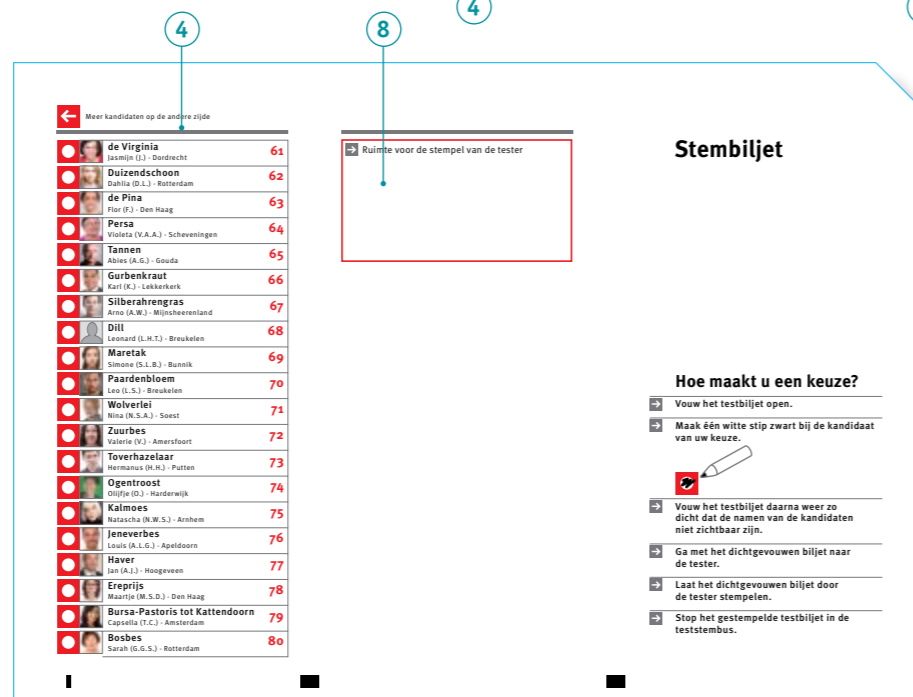 4
4
8
Meer kandidaten op de andere zijde
de Virginia
Jasmijn (J.) - Dordrecht
61
Duizendschoon
Dahlia (D.L.) - Rotterdam
62
de Pina
Flor (F.) - Den Haag
63
Persa
Violeta (V.A.A.) - Scheveningen
64
Tannen
Abies (A.G.) - Gouda
65
Gurbenkraut
Karl (K.) - Lekkerkerk
66
Silberahrengras
Arno (A.W.) - Mijnsheerenland
67
Dill
Leonard (L.H.T.) - Breukelen
68
Maretak
Simone (S.L.B.) - Bunnik
69
Paardenbloem
Leo (L.S.) - Breukelen
70
Wolverlei
Nina (N.S.A.) - Soest
71
Zuurbes
Valerie (V.) - Amersfoort
72
Toverhazelaar
Hermanus (H.H.) - Putten
73
Ogentroost
Olijfje (O.) - Harderwijk
74
Kalmoes
Natascha (N.W.S.) - Arnhem
75
Jeneverbes
Louis (A.L.G.) - Apeldoorn
76
Haver
Jan (A.J.) - Hoogeveen
77
Ereprijs
Maartje (M.S.D.) - Den Haag
78
Bursa-Pastoris tot Kattendoorn
Capsella (T.C.) - Amsterdam
79
Bosbes
Sarah (G.G.S.) - Rotterdam
80
Ruimte voor de stempel van de tester
Stembiljet
Hoe maakt u een keuze?
Vouw het testbiljet open.
Maak één witte stip zwart bij de kandidaat
van uw keuze.
Vouw het testbiljet daarna weer zo
dicht dat de namen van de kandidaten
niet zichtbaar zijn.
Ga met het dichtgevouwen biljet naar
de tester.
Laat het dichtgevouwen biljet door
de tester stempelen.
Stop het gestempelde testbiljet in de
teststembus.